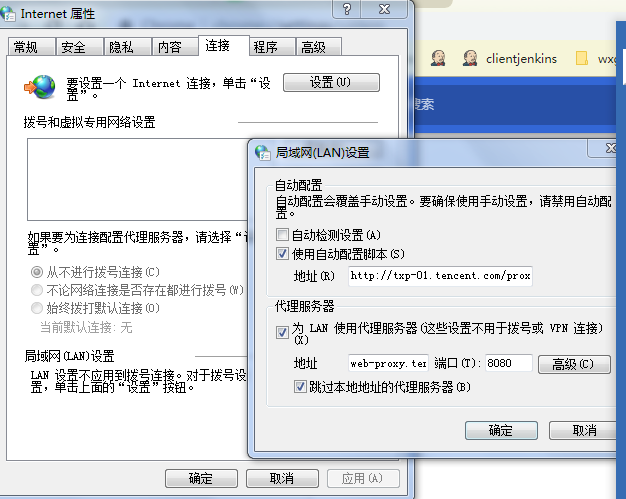 Internet 属性
常规 安全 隐私 内容 连接 程序 高级
要设置一个 Internet 连接，单击“设
置”。
设置(U)
拨号和虚拟专用网络设置
如果要为连接配置代理服务器，请选择“
置”。
从不进行拨号连接(C)
不论网络连接是否存在都进行拨号(W)
始终拨打默认连接(O)
当前默认连接: 无
局域网(LAN)设置
LAN 设置不应用到拨号连接。对于拨号设
置，单击上面的“设置”按钮。
确定 取消 应用(A)
clientjenkins
搜索
局域网(LAN)设置
自动配置
自动配置会覆盖手动设置。要确保使用手动设置，请禁用自动配
置。
自动检测设置(A)
使用自动配置脚本(S)
地址(R) http://txp-01.tencent.com/prox
代理服务器
为 LAN 使用代理服务器(这些设置不用于拨号或 VPN 连接)
(X)
地址 web-proxy.ter 端口(T): 8080 高级(C)
跳过本地地址的代理服务器(B)
确定 取消